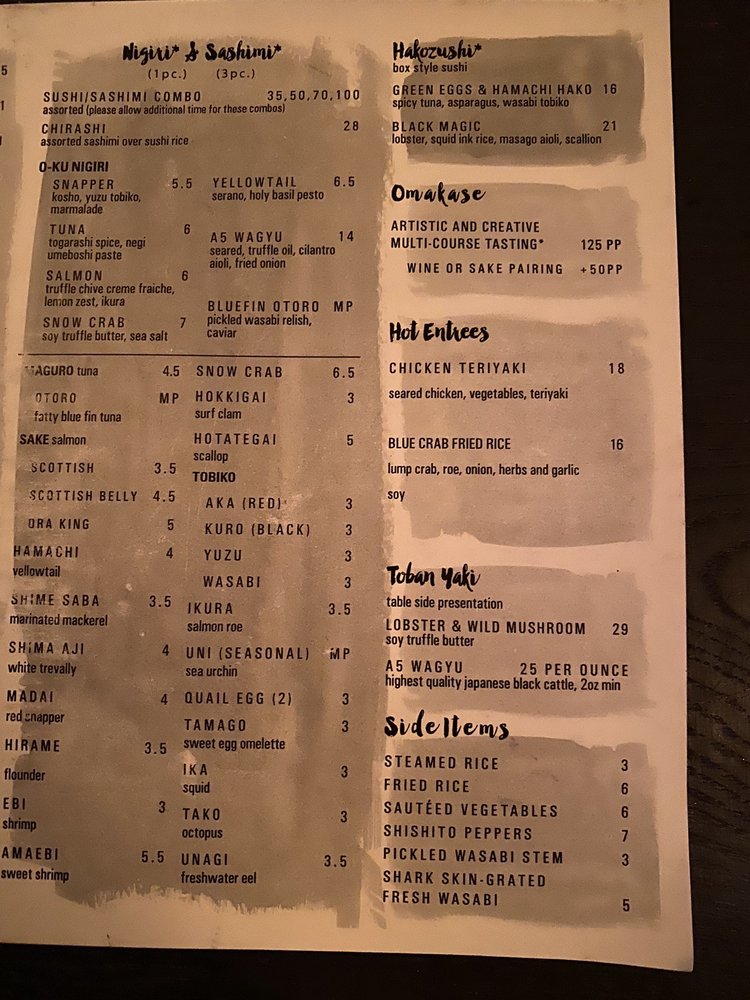 5
1
Nigiri* & Sashimi*
(1pc.) (3pc.)
SUSHI/SASHIMI COMBO 35,50,70,100
assorted (please allow additional time for these combos)
CHIRASHI 28
assorted sashimi over sushi rice
O-KU NIGIRI
SNAPPER 5.5
kosho, yuzu tobiko,
marmalade
TUNA 6
togarashi spice, negi
umeboshi paste
SALMON 6
truffle chive creme fraiche,
lemon zest, ikura
SNOW CRAB 7
soy truffle butter, sea salt
YELLOWTAIL 6.5
serano, holy basil pesto
A5 WAGYU 14
seared, truffle oil, cilantro
aioli, fried onion
BLUEFIN OTORO MP
pickled wasabi relish,
caviar
MAGURO tuna 4.5
OTORO MP
fatty blue fin tuna
SAKE salmon
SCOTTISH 3.5
SCOTTISH BELLY 4.5
ORA KING 5
HAMACHI 4
yellowtail
SHIME SABA 3.5
marinated mackerel
SHIMA AJI 4
white trevally
MADAI 4
red snapper
HIRAME 3.5
flounder
EBI 3
shrimp
AMAEBI 5.5
sweet shrimp
SNOW CRAB 6.5
HOKKIGAI 3
surf clam
HOTATEGAI 5
scallop
TOBIKO
AKA (RED) 3
KURO (BLACK) 3
YUZU 3
WASABI 3
IKURA 3.5
salmon roe
UNI (SEASONAL) MP
sea urchin
QUAIL EGG (2) 3
TAMAGO 3
sweet egg omelette
IKA 3
squid
TAKO 3
octopus
UNAGI 3.5
freshwater eel
Hakozushi*
box style sushi
GREEN EGGS & HAMACHI HAKO 16
spicy tuna, asparagus, wasabi tobiko
BLACK MAGIC 21
lobster, squid ink rice, masago aioli, scallion
Omakase
ARTISTIC AND CREATIVE
MULTI-COURSE TASTING* 125 PP
WINE OR SAKE PAIRING +50PP
Hot Entrees
CHICKEN TERIYAKI 18
seared chicken, vegetables, teriyaki
BLUE CRAB FRIED RICE 16
lump crab, roe, onion, herbs and garlic
soy
Toban Yaki
table side presentation
LOBSTER & WILD MUSHROOM 29
soy truffle butter
A5 WAGYU 25 PER OUNCE
highest quality japanese black cattle, 2oz min
Side Items
STEAMED RICE 3
FRIED RICE 6
SAUTÉED VEGETABLES 6
SHISHITO PEPPERS 7
PICKLED WASABI STEM 3
SHARK SKIN-GRATED
FRESH WASABI 5